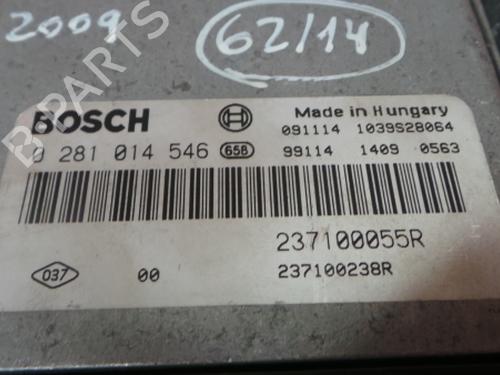 2009
62/14
B PARTS
BOSCH
Made in Hungary
091114 1039S28064
0 281 014 546 658
99114 1409 0563
237100055R
037 00 237100238R